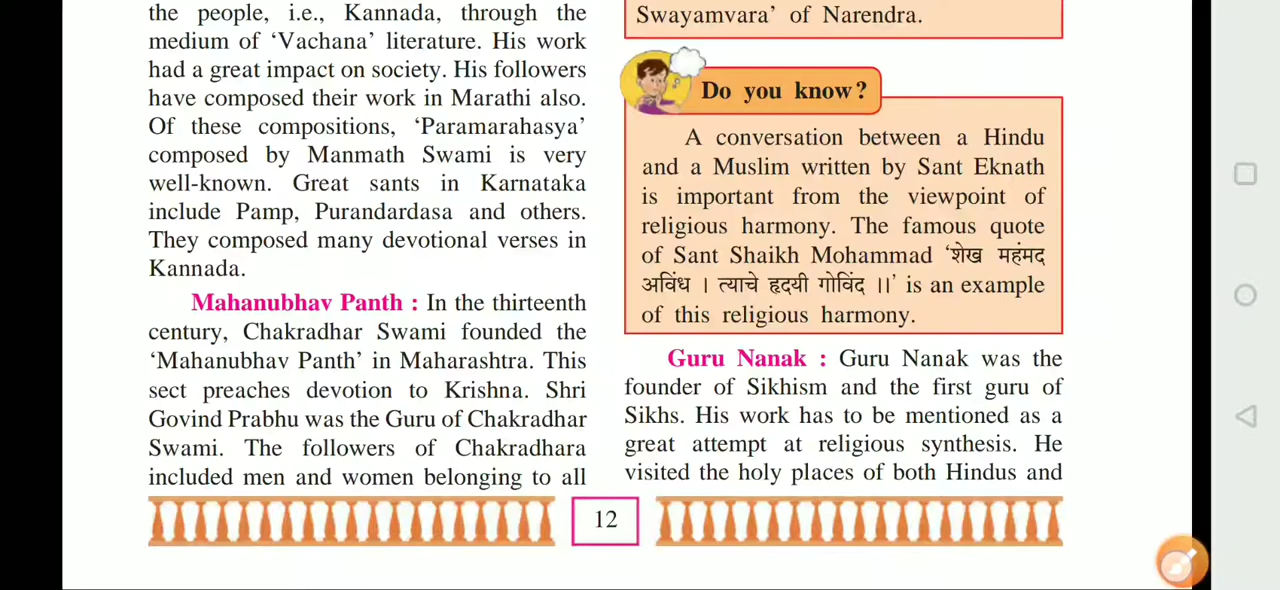 the people, i.e., Kannada, through the
medium of ‘Vachana’ literature. His work
had a great impact on society. His followers
have composed their work in Marathi also.
Of these compositions, ‘Paramarahasya’
composed by Manmath Swami is very
well-known. Great sants in Karnataka
include Pamp, Purandardasa and others.
They composed many devotional verses in
Kannada.
Mahanubhav Panth : In the thirteenth
century, Chakradhar Swami founded the
‘Mahanubhav Panth’ in Maharashtra. This
sect preaches devotion to Krishna. Shri
Govind Prabhu was the Guru of Chakradhar
Swami. The followers of Chakradhara
included men and women belonging to all
Swayamvara’ of Narendra.
Do you know?
A conversation between a Hindu
and a Muslim written by Sant Eknath
is important from the viewpoint of
religious harmony. The famous quote
of Sant Shaikh Mohammad ‘शेख महंमद
अविंध । त्याचे हृदयी गोविंद ।।’ is an example
of this religious harmony.
Guru Nanak : Guru Nanak was the
founder of Sikhism and the first guru of
Sikhs. His work has to be mentioned as a
great attempt at religious synthesis. He
visited the holy places of both Hindus and
12